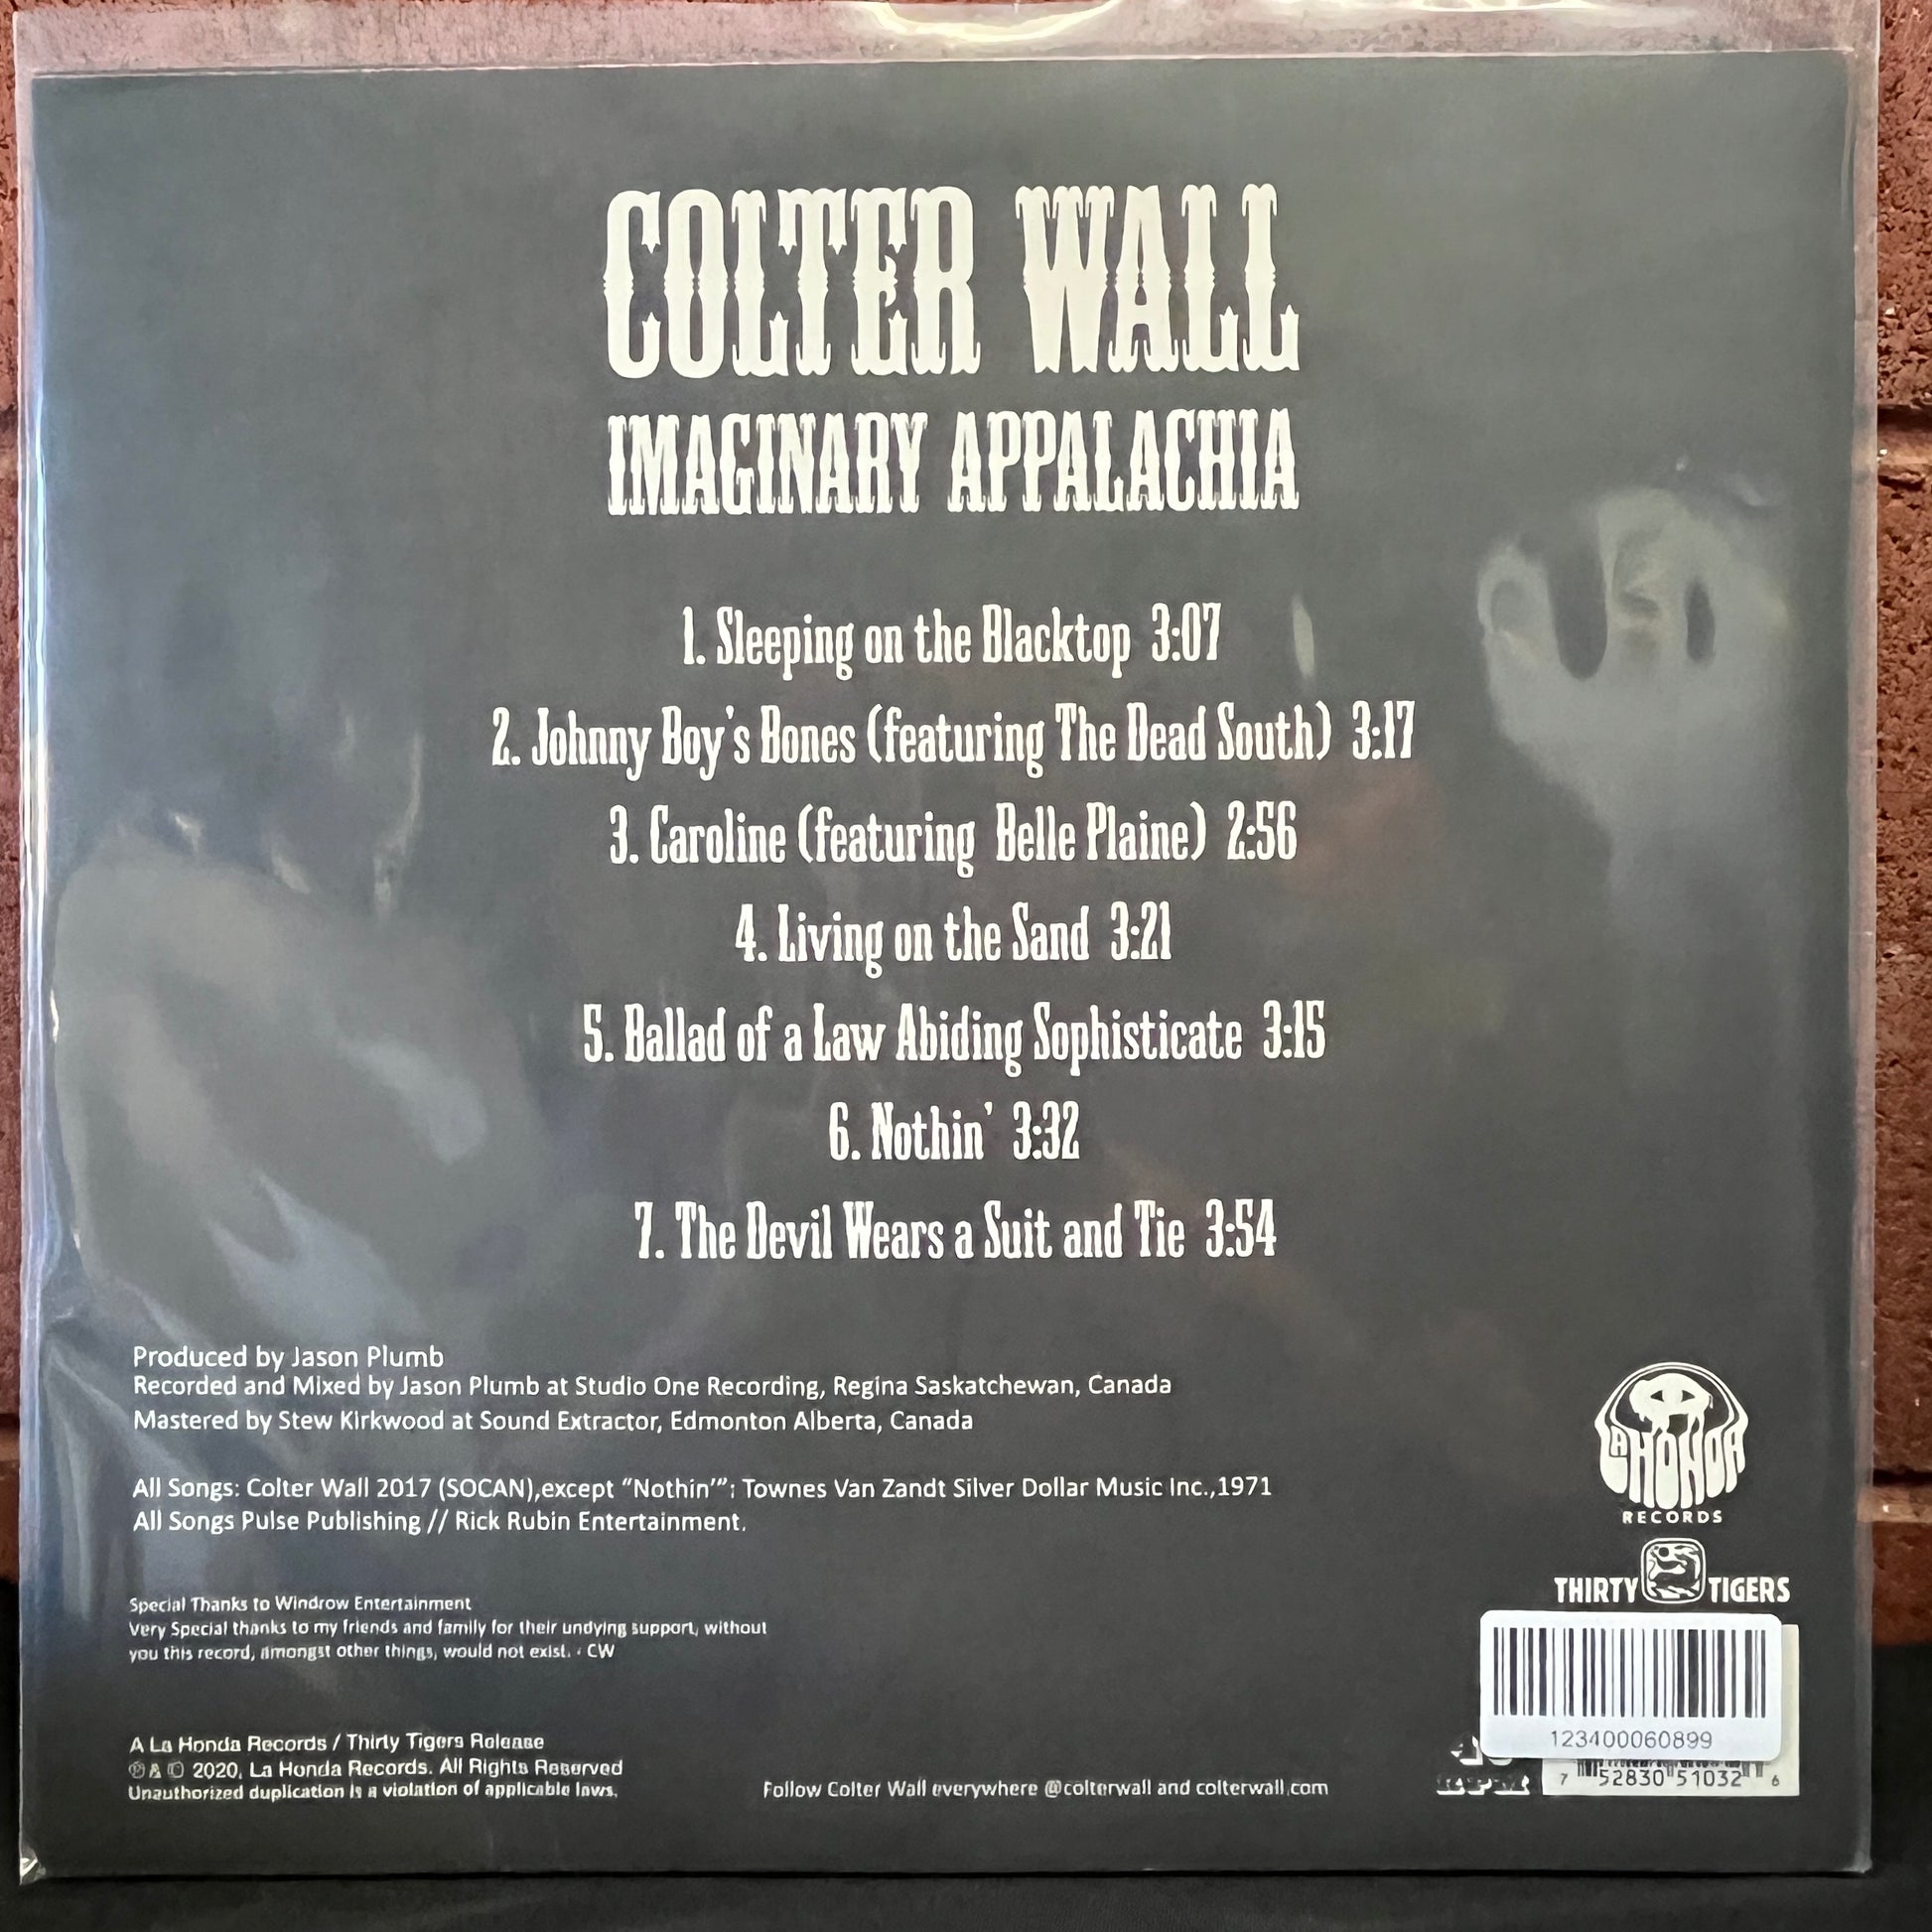 COLTER WALL
IMAGINARY APPALACHIA
1. Sleeping on the Blacktop 3:07
2. Johnny Boy's Bones (featuring The Dead South) 3:17
3. Caroline (featuring Belle Plaine) 2:56
4. Living on the Sand 3:21
5. Ballad of a Law Abiding Sophisticate 3:15
6. Nothin' 3:32
7. The Devil Wears a Suit and Tie 3:54
Produced by Jason Plumb
Recorded and Mixed by Jason Plumb at Studio One Recording, Regina Saskatchewan, Canada
Mastered by Stew Kirkwood at Sound Extractor, Edmonton Alberta, Canada
All Songs: Colter Wall 2017 (SOCAN),except "Nothin'"; Townes Van Zandt Silver Dollar Music Inc.,1971
All Songs Pulse Publishing // Rick Rubin Entertainment.
LA HONDA
RECORDS
THIRTY TIGERS
Special Thanks to Windrow Entertainment
Very Special thanks to my friends and family for their undying support, without
you this record, amongst other things, would not exist. - CW
A La Honda Records / Thirty Tigers Release
℗ & © 2020, La Honda Records. All Rights Reserved
Unauthorized duplication is a violation of applicable laws.
Follow Colter Wall everywhere @colterwall and colterwall.com
123400060899
7 52830 51032 6